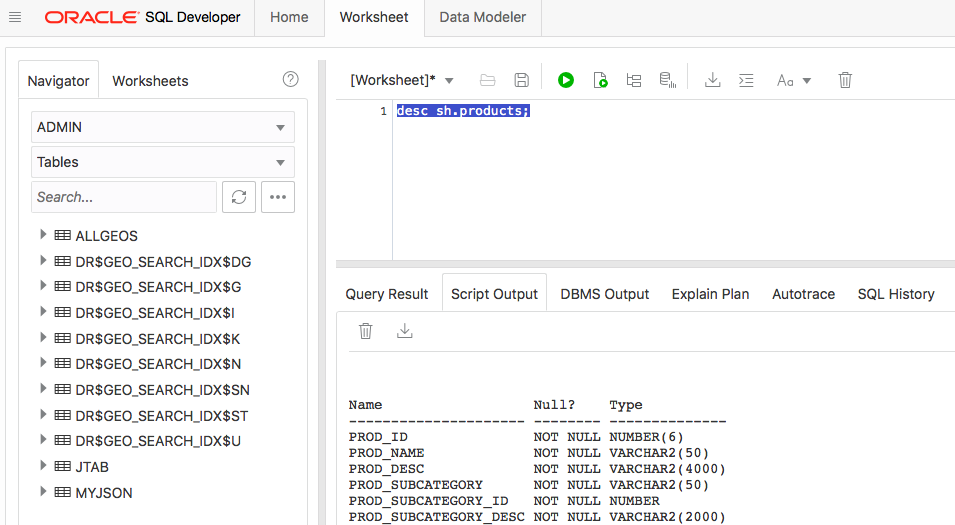 ORACLE SQL Developer Home Worksheet Data Modeler
Navigator Worksheets ?
ADMIN
Tables
Search...
ALLGEOS
DR$GEO_SEARCH_IDX$DG
DR$GEO_SEARCH_IDX$G
DR$GEO_SEARCH_IDX$I
DR$GEO_SEARCH_IDX$K
DR$GEO_SEARCH_IDX$N
DR$GEO_SEARCH_IDX$SN
DR$GEO_SEARCH_IDX$ST
DR$GEO_SEARCH_IDX$U
JTAB
MYJSON
[Worksheet]* Aa
1 desc sh.products;
Query Result Script Output DBMS Output Explain Plan Autotrace SQL History
Name Null? Type
-------------------- -------- --------------
PROD_ID NOT NULL NUMBER(6)
PROD_NAME NOT NULL VARCHAR2(50)
PROD_DESC NOT NULL VARCHAR2(4000)
PROD_SUBCATEGORY NOT NULL VARCHAR2(50)
PROD_SUBCATEGORY_ID NOT NULL NUMBER
PROD_SUBCATEGORY_DESC NOT NULL VARCHAR2(2000)